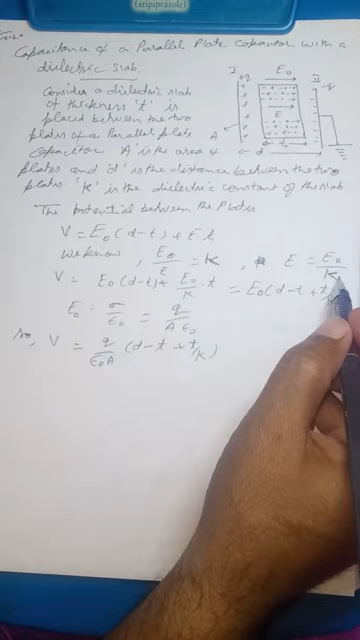 (aripiprazole)
Capacitance of a Parallel Plate Capacitor with a
dielectric Slab:
Consider a dielectric slab
of thickness 't' is
placed between the two
plates of a Parallel plate
Capacitor 'A' is the area of
plates and 'd' is the distance between the two
plates. 'K' is the dielectric constant of the slab
I +q E₀ II -q
E
A
t
d
The potential between the plates
V = E₀(d-t) + Et
We know, E₀/E = K, E = E₀/K
V = E₀(d-t) + E₀/K . t = E₀(d-t + t/K
E₀ = σ/ε₀ = q/Aε₀
So, V = q/ε₀A (d-t + t/K)